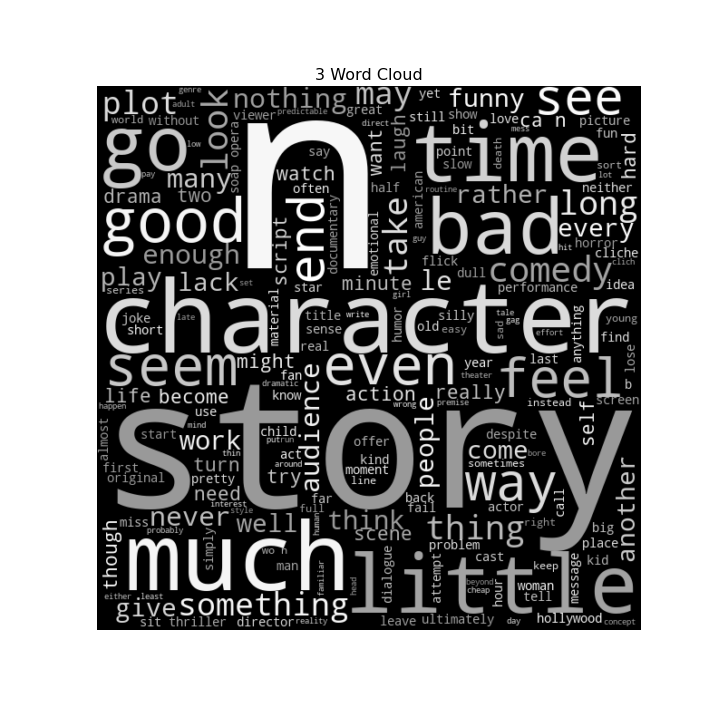 3 Word Cloud
genre
plot
adult
look
nothing
may
yet
funny
see
world
without
viewer
predictable
great
go
n
still
show
love
ca n
picture
direct
bit
mess
fun
low
soap opera
say
want
laugh
time
point
slow
death
sort
hard
pay
many
watch
often
half
american
rather
neither
lot
drama
two
documentary
routine
long
good
end
take
guy
bad
every
script
emotional
hit
horror
enough
flick
cliche
play
lack
set
star
minute
le
dull
comedy
clich
series
girl
performance
idea
character
joke
late
material
title
write
humor
silly
sad
tale
gag
young
short
sense
old
easy
effort
anything
find
real
seem
might
even
year
last
lose
fan
theater
feel
dramatic
life
become
know
audience
action
really
b
screen
happen
use
wrong
premise
instead
story
almost
start
mind
work
child
put
run
offer
people
despite
self
thin
act
kind
come
bore
first
turn
pretty
around
moment
sometimes
way
original
try
line
need
interest
far
back
call
another
miss
never
style
full
fail
actor
well
human
think
thing
right
big
probably
scene
place
though
simply
wo n
problem
much
man
cast
kid
familiar
head
dialogue
attempt
little
keep
beyond
hour
woman
message
cheap
tell
either
least
give
something
sit
thriller
director
reality
leave
ultimately
day
hollywood
concept